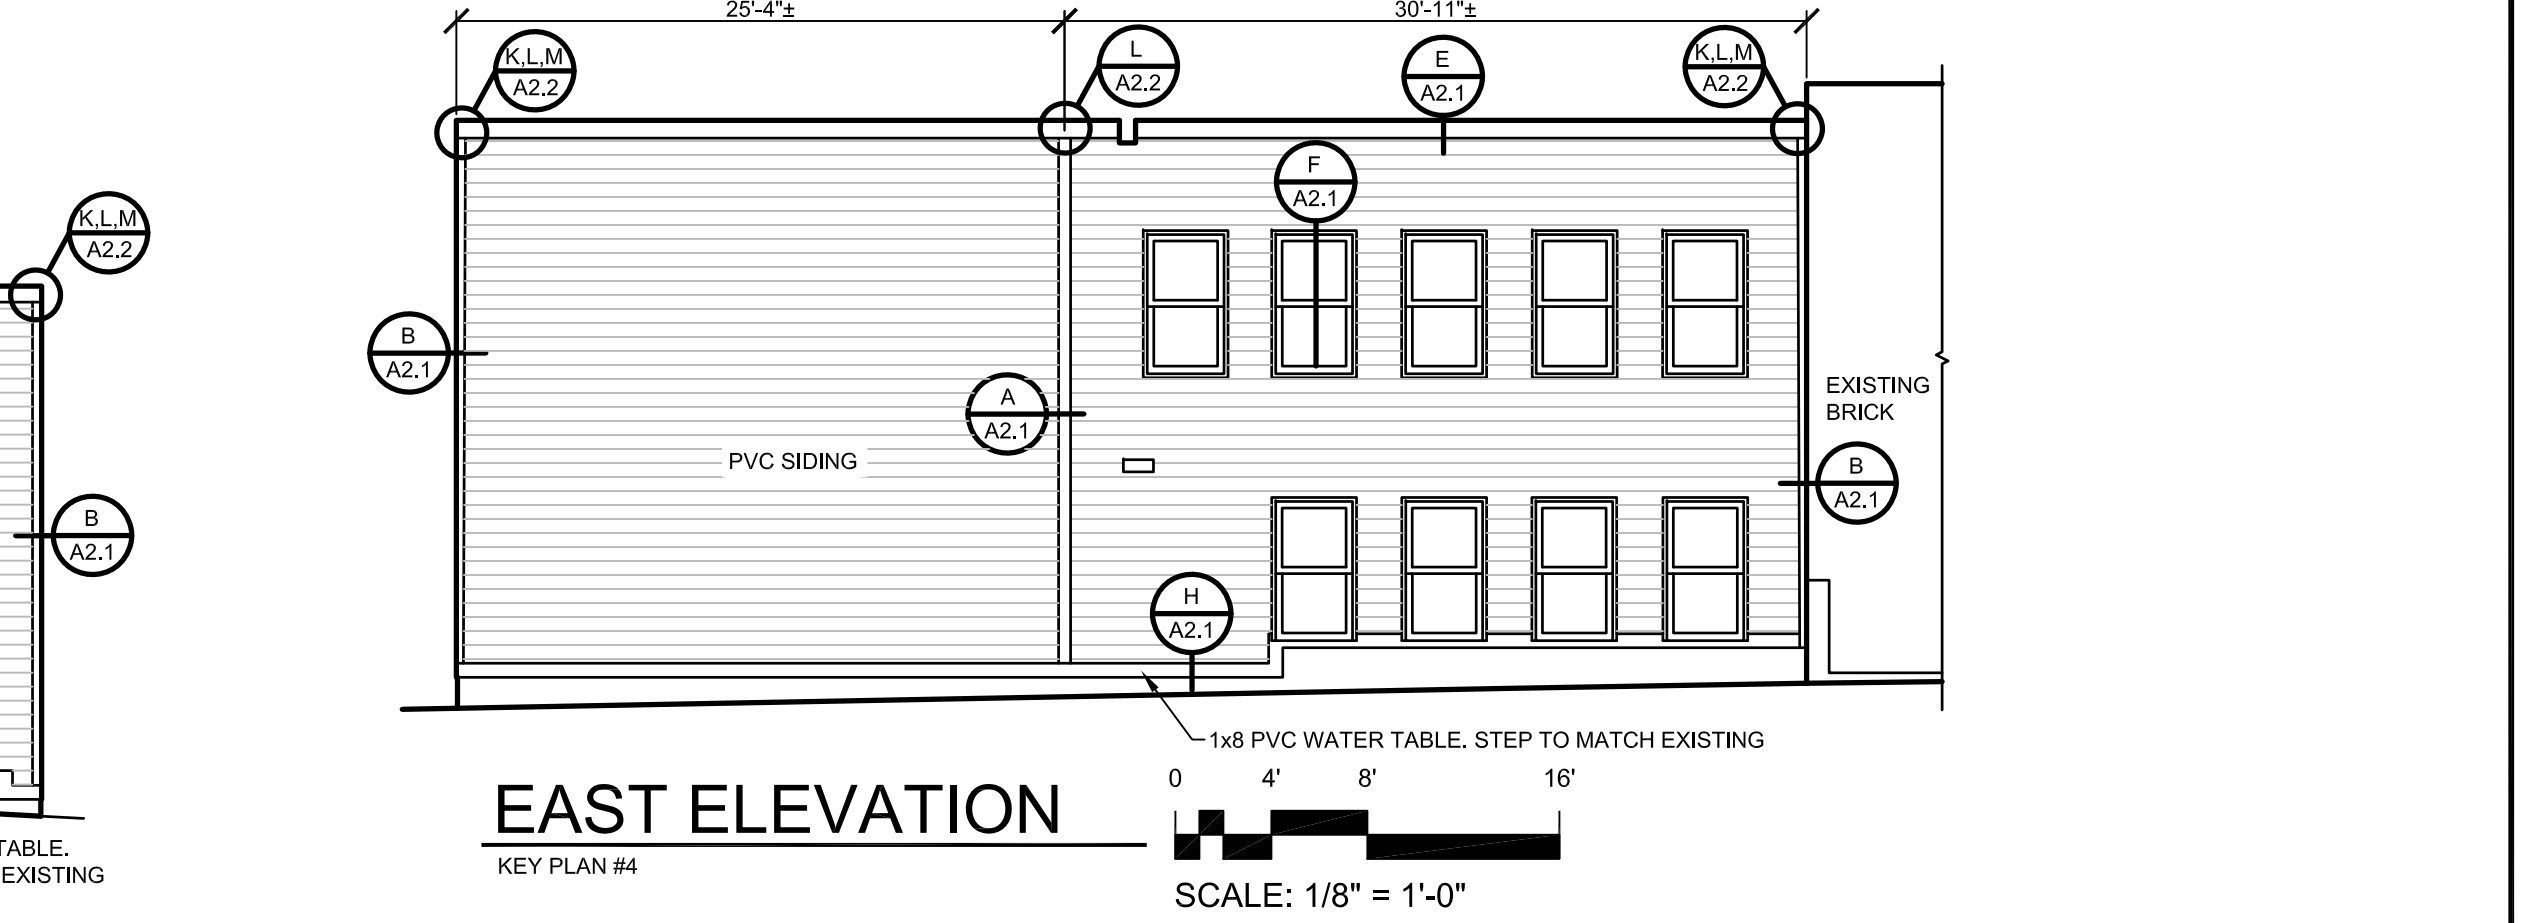 25'-4"±
30'-11"±
K,L,M
A2.2
L
A2.2
E
A2.1
K,L,M
A2.2
F
A2.1
K,L,M
A2.2
B
A2.1
A
A2.1
EXISTING
BRICK
PVC SIDING
B
A2.1
B
A2.1
H
A2.1
1x8 PVC WATER TABLE. STEP TO MATCH EXISTING
0 4' 8' 16'
EAST ELEVATION
KEY PLAN #4
SCALE: 1/8" = 1'-0"
TABLE.
EXISTING